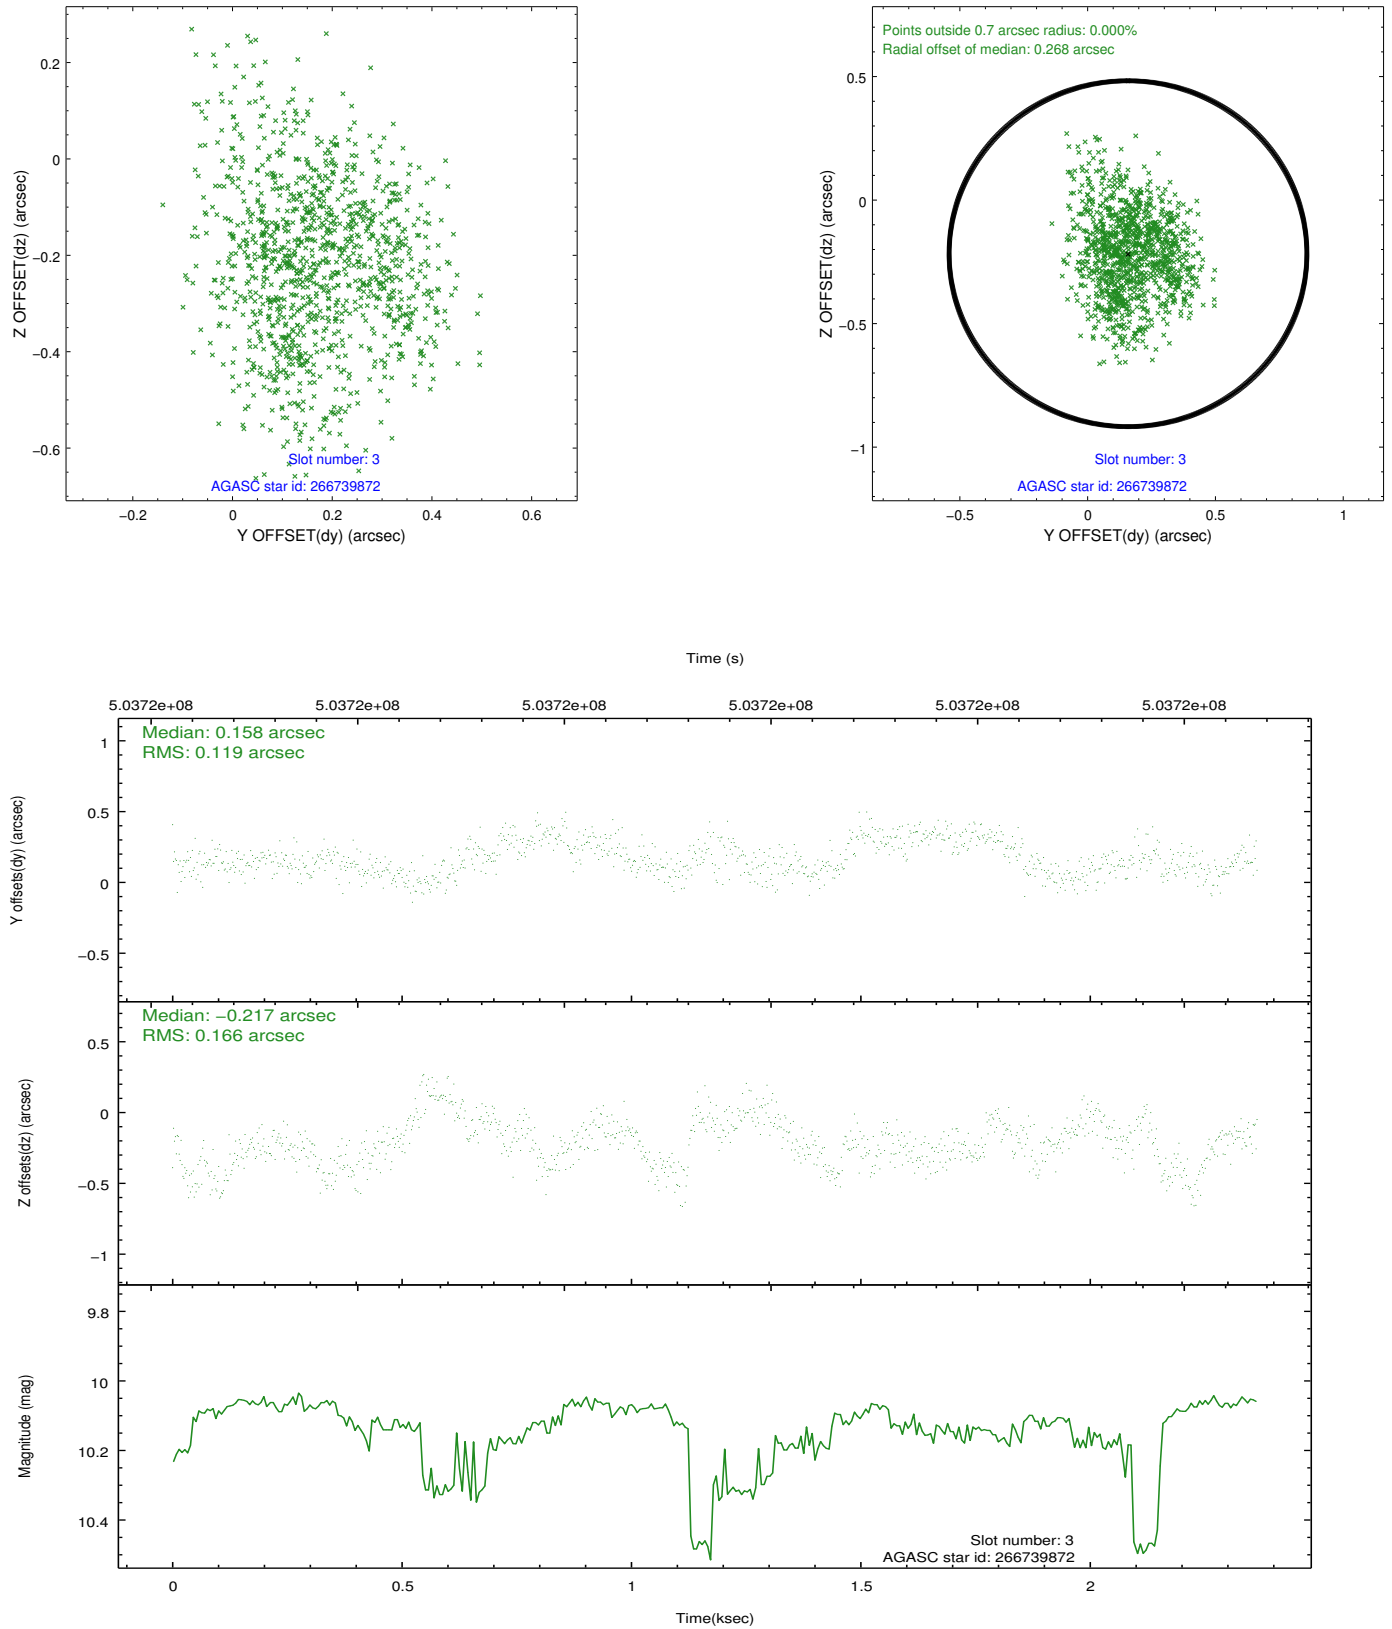 Points outside 0.7 arcsec radius: 0.000%
Radial offset of median: 0.268 arcsec
0.2
0
−0.2
−0.4
−0.6
Z OFFSET(dz) (arcsec)
Slot number: 3
AGASC star id: 266739872
−0.2
0
0.2
0.4
0.6
Y OFFSET(dy) (arcsec)
0.5
0
−0.5
−1
Z OFFSET(dz) (arcsec)
Slot number: 3
AGASC star id: 266739872
−0.5
0
0.5
1
Y OFFSET(dy) (arcsec)
Time (s)
5.0372e+08
5.0372e+08
5.0372e+08
5.0372e+08
5.0372e+08
5.0372e+08
Median: 0.158 arcsec
RMS: 0.119 arcsec
1
0.5
0
−0.5
Y offsets(dy) (arcsec)
Median: −0.217 arcsec
RMS: 0.166 arcsec
0.5
0
−0.5
−1
Z offsets(dz) (arcsec)
9.8
10
10.2
10.4
Magnitude (mag)
Slot number: 3
AGASC star id: 266739872
0
0.5
1
1.5
2
Time(ksec)